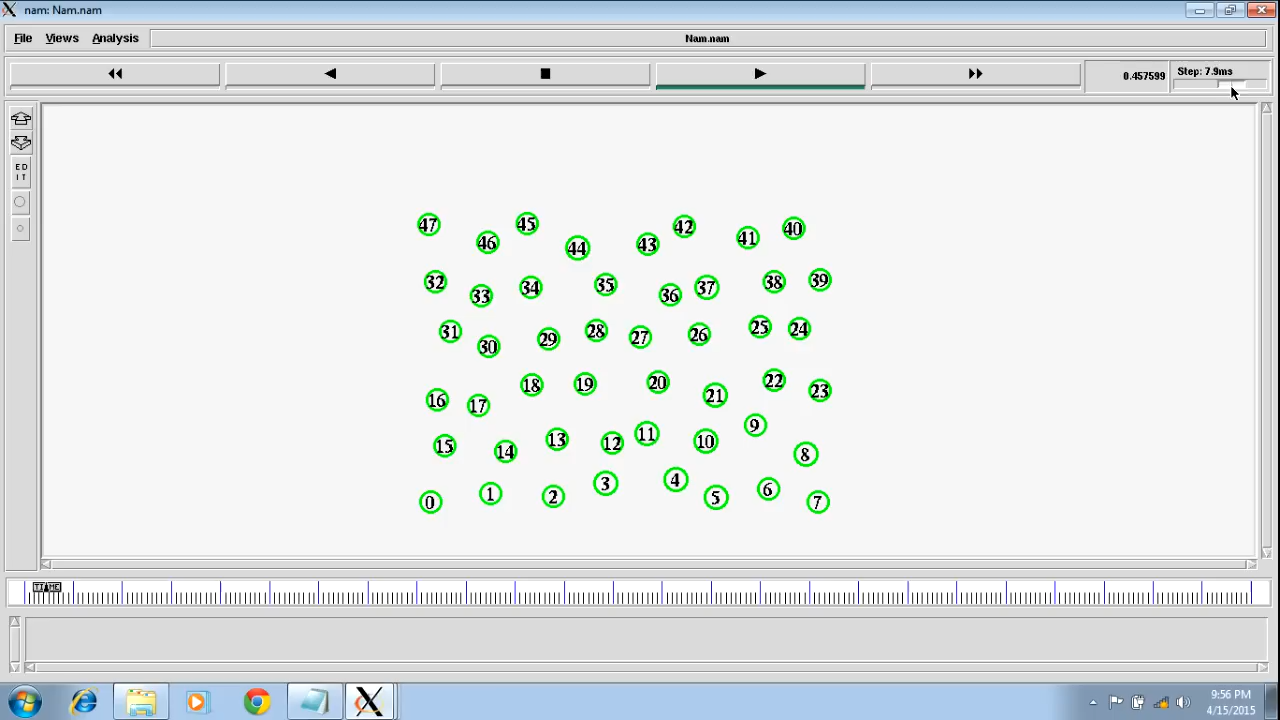 nam: Nam.nam
File Views Analysis Nam.nam
0.457599 Step: 7.9ms
ED
IT
47 46 45 44 43 42 41 40
32 33 34 35 36 37 38 39
31 30 29 28 27 26 25 24
16 17 18 19 20 21 22 23
15 14 13 12 11 10 9 8
0 1 2 3 4 5 6 7
TIME
9:56 PM
4/15/2015